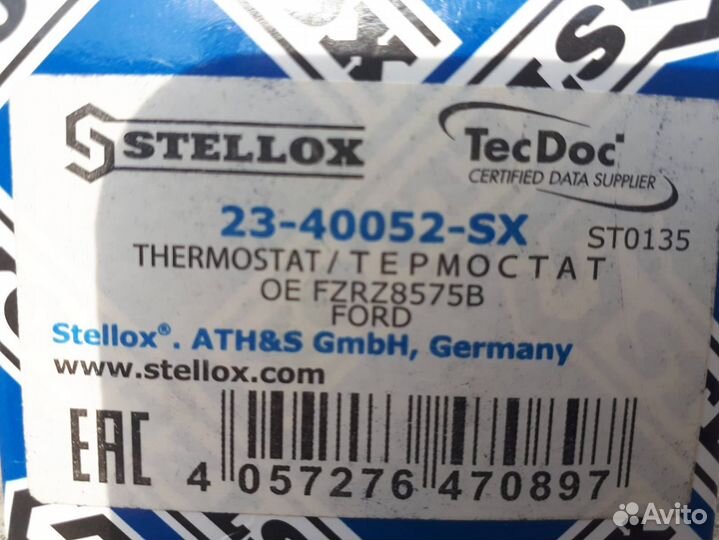 STELLOX
TecDoc
CERTIFIED DATA SUPPLIER
23-40052-SX
ST0135
THERMOSTAT/ТЕРМОСТАТ
OE FZRZ8575B
FORD
Stellox®. ATH&S GmbH, Germany
www.stellox.com
EAC
4 057276 470897
Avito